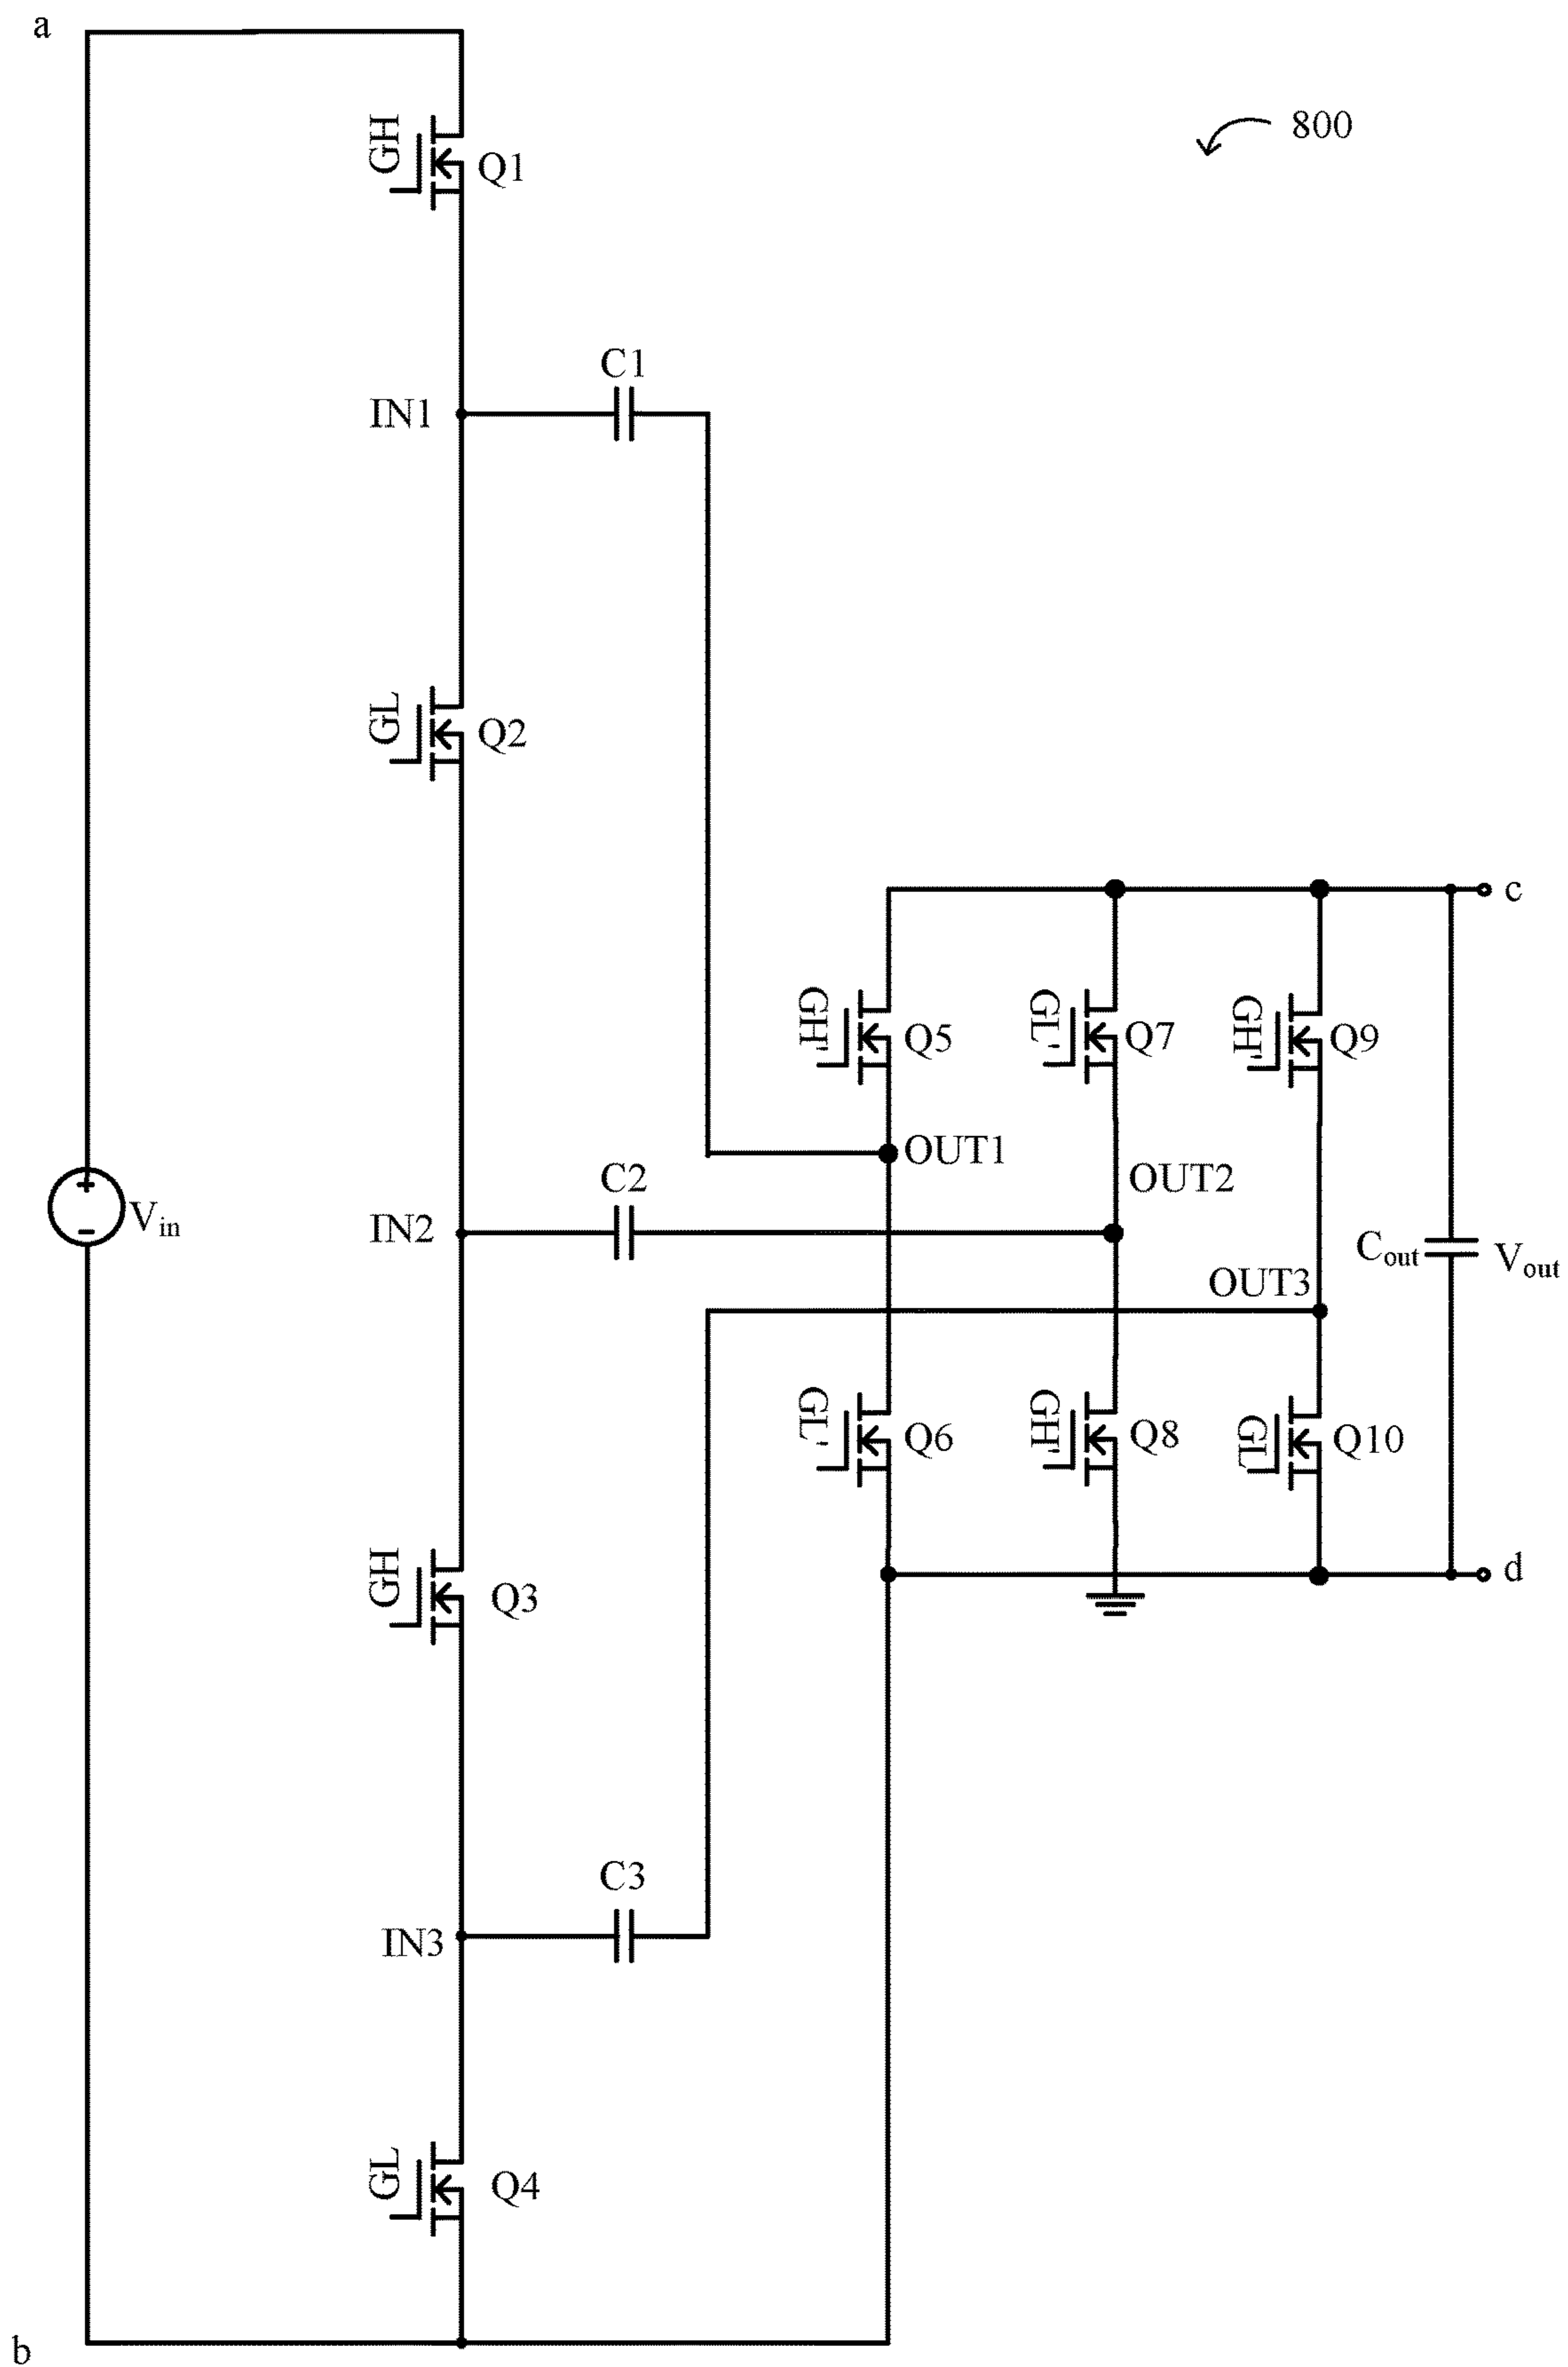 a
800
GH
Q1
C1
IN1
GL
Q2
c
GH'
Q5
GL'
Q7
GH'
Q9
OUT1
C2
OUT2
+
-
Vin
IN2
Cout
Vout
OUT3
GL'
Q6
GH'
Q8
GL'
Q10
GH
Q3
d
C3
IN3
GL
Q4
b